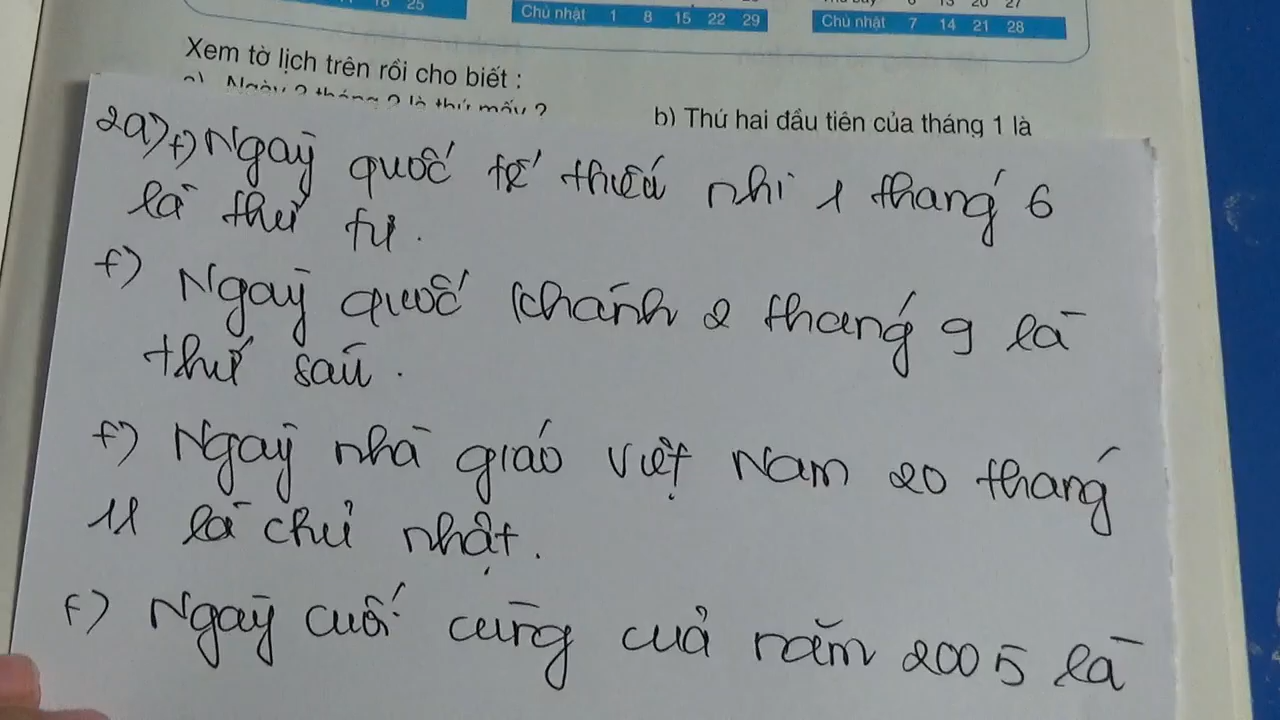 18 25
Chủ nhật 1 8 15 22 29
Chủ nhật 7 14 21 28
Xem tờ lịch trên rồi cho biết :
b) Thứ hai đầu tiên của tháng 1 là
2a) +) Ngày quốc tế thiếu nhi 1 tháng 6
là thứ tư.
+) Ngày quốc khánh 2 tháng 9 là
thứ sáu.
+) Ngày nhà giáo Việt Nam 20 tháng
11 là chủ nhật.
+) Ngày cuối cùng của năm 2005 là